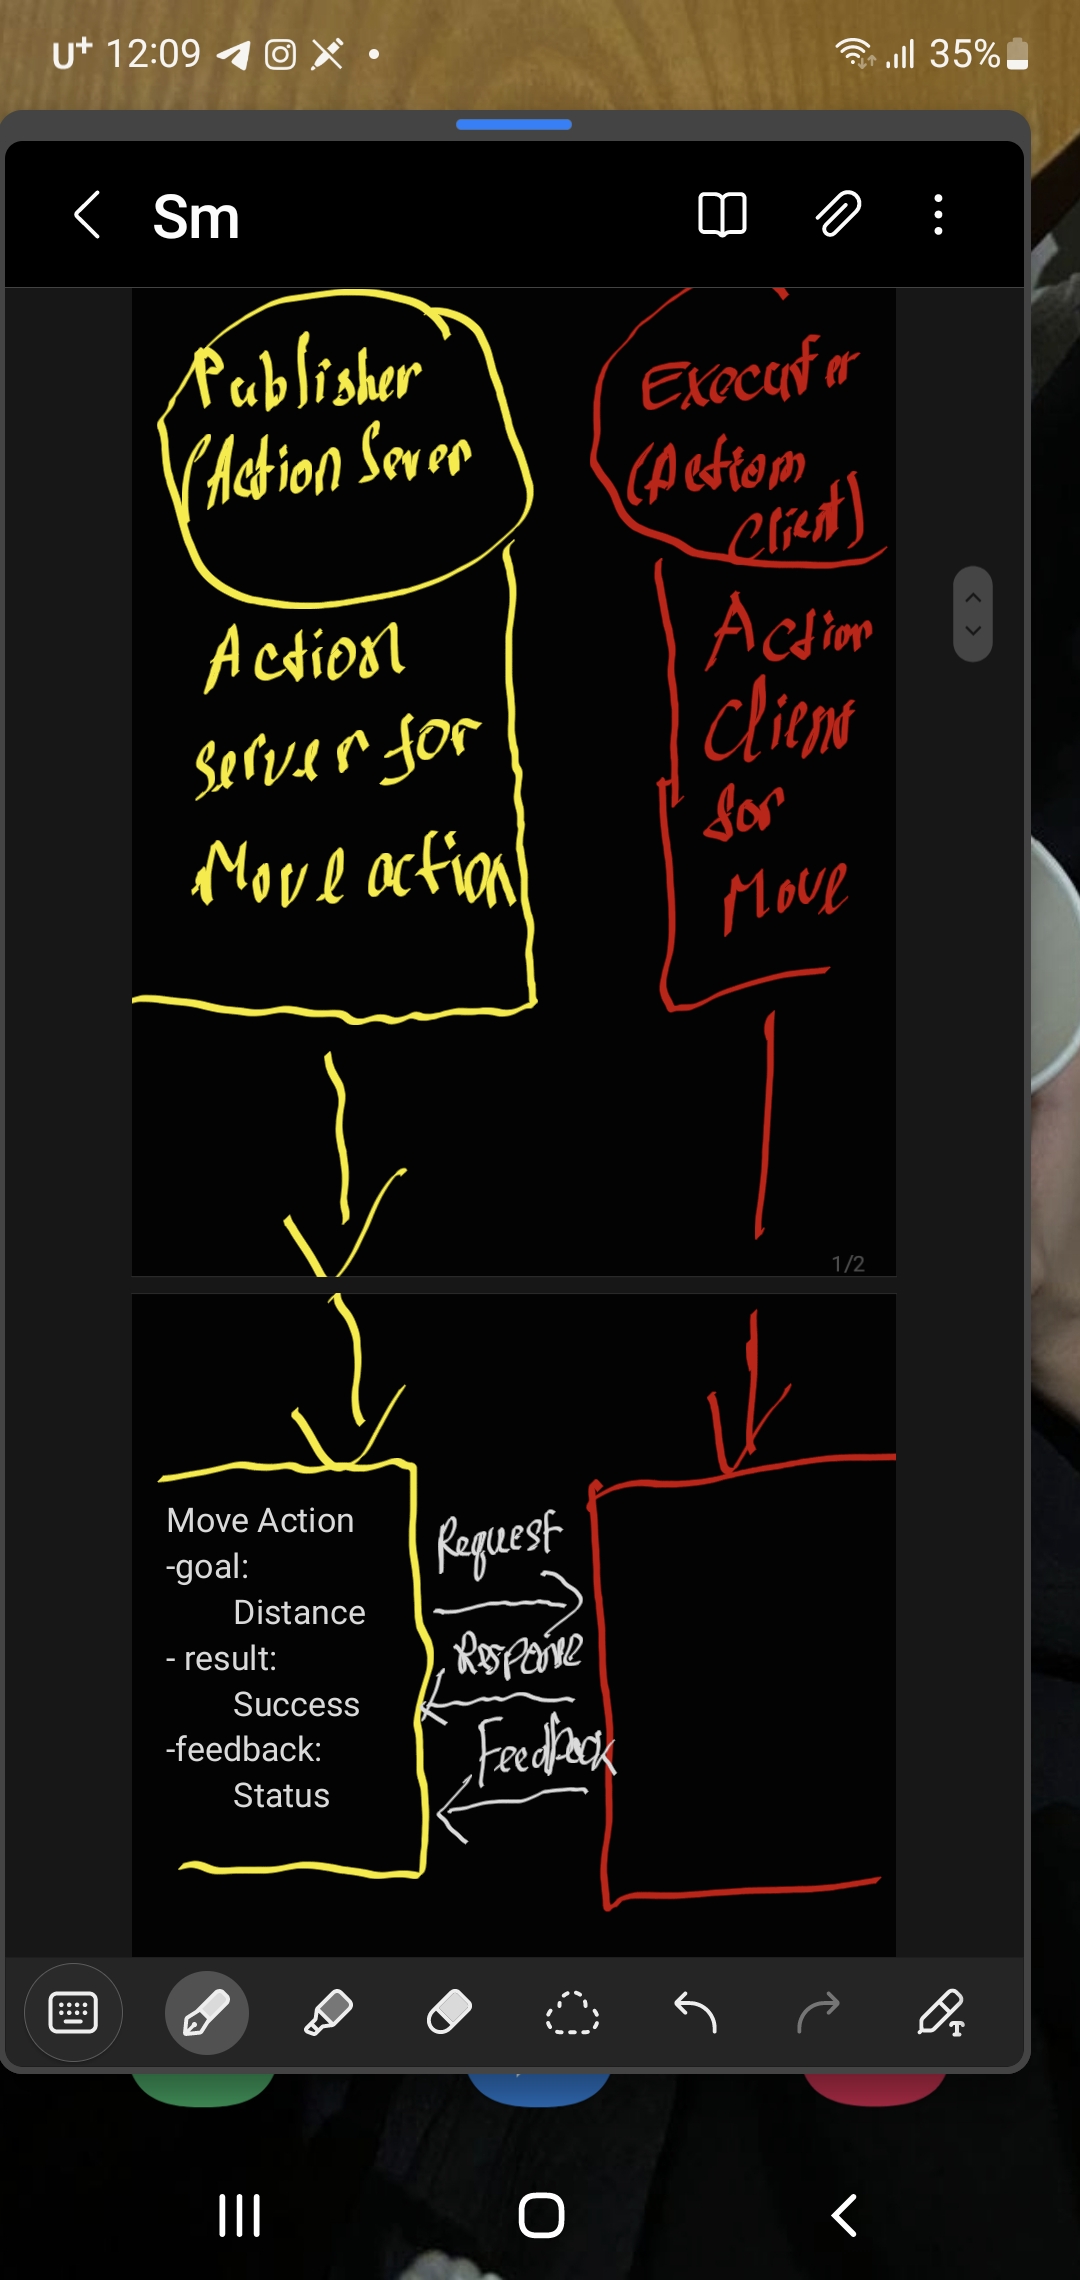 U+ 12:09 35%
Sm
Publisher
(Action Sever
Executer
(Action
Client)
Action
server for
Move action
Action
Client
for
Move
1/2
Move Action
-goal:
Distance
- result:
Success
-feedback:
Status
Request
Response
Feedback
T